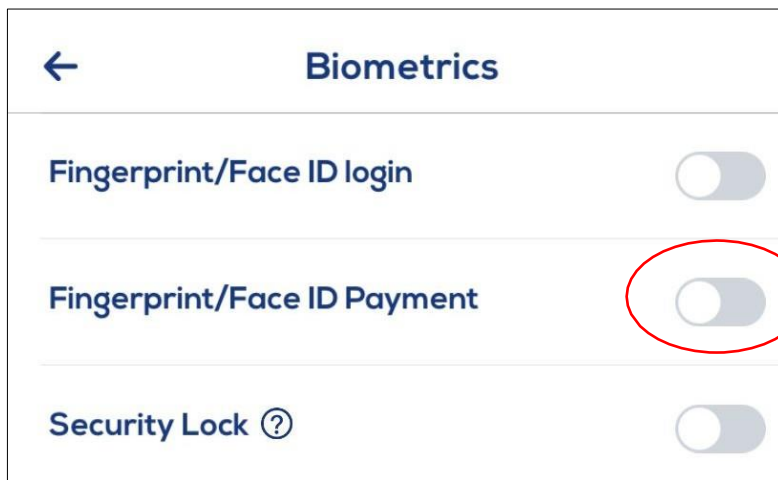 Biometrics
Fingerprint/Face ID login
Fingerprint/Face ID Payment
Security Lock ?